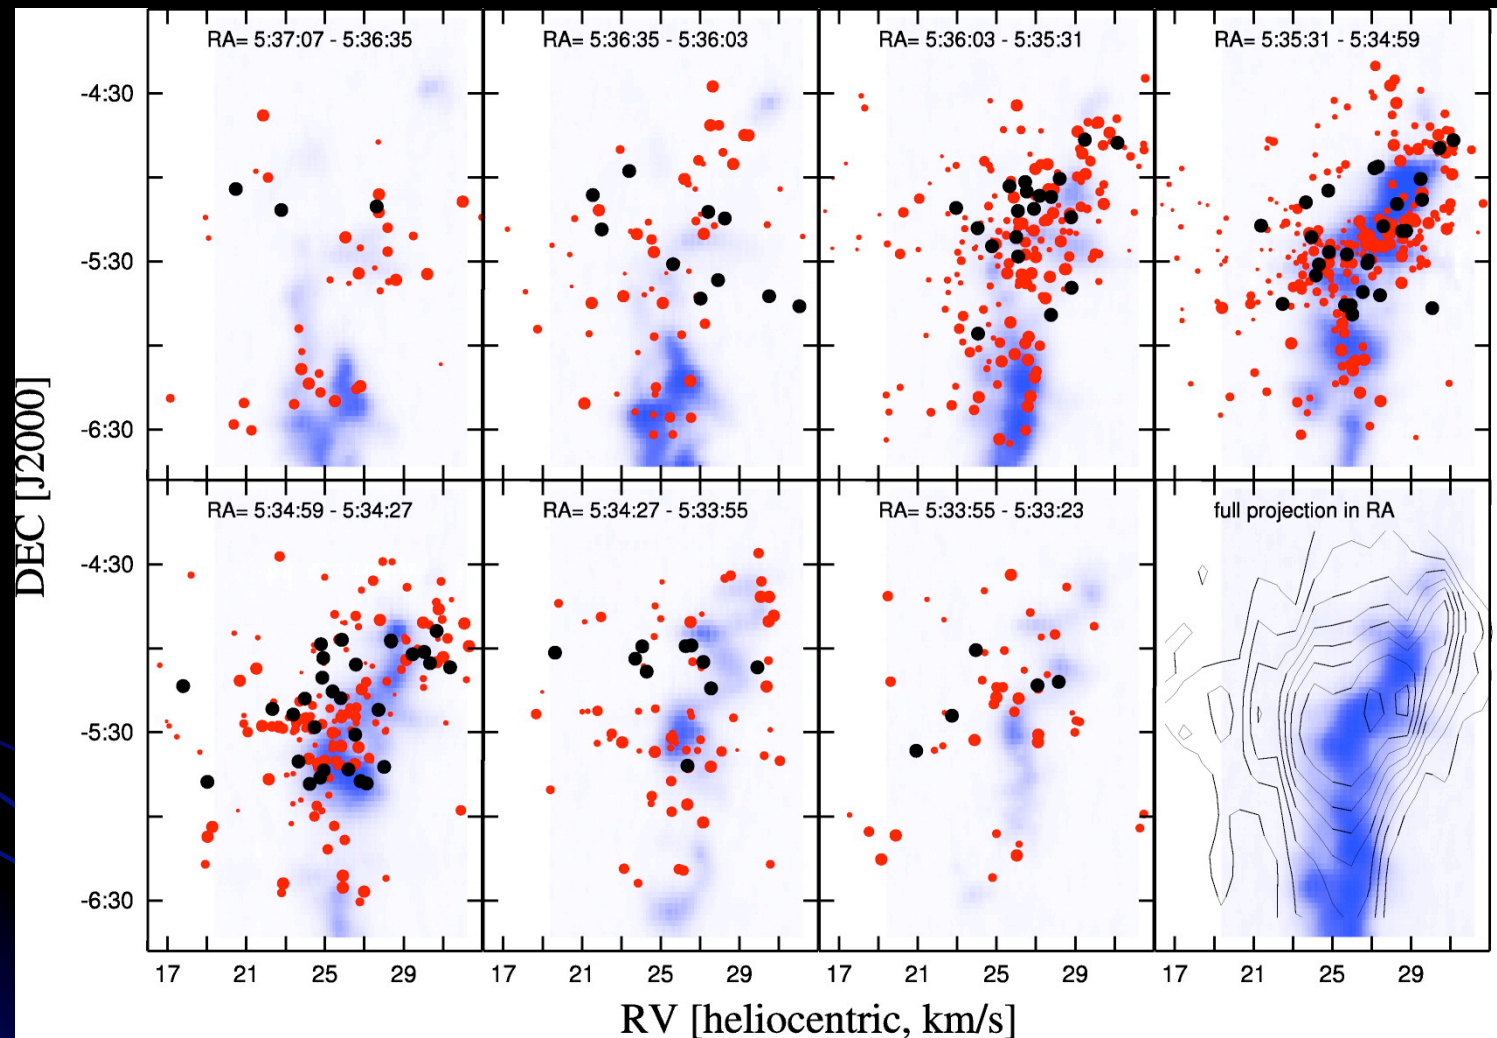 RA= 5:37:07 - 5:36:35
RA= 5:36:35 - 5:36:03
RA= 5:36:03 - 5:35:31
RA= 5:35:31 - 5:34:59
-4:30
-5:30
-6:30
DEC [J2000]
RA= 5:34:59 - 5:34:27
RA= 5:34:27 - 5:33:55
RA= 5:33:55 - 5:33:23
full projection in RA
-4:30
-5:30
-6:30
17 21 25 29
17 21 25 29
17 21 25 29
17 21 25 29
RV [heliocentric, km/s]